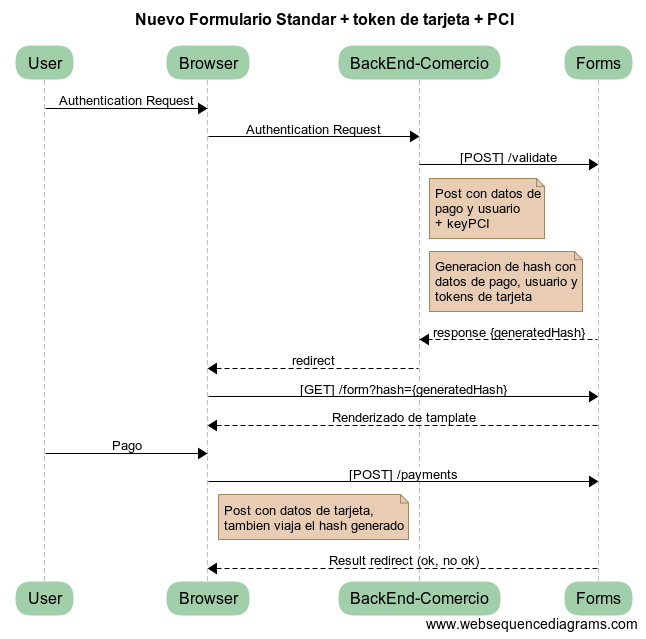 Nuevo Formulario Standar + token de tarjeta + PCI
User
Browser
BackEnd-Comercio
Forms
Authentication Request
Authentication Request
[POST] /validate
Post con datos de
pago y usuario
+ keyPCI
Generacion de hash con
datos de pago, usuario y
tokens de tarjeta
response {generatedHash}
redirect
[GET] /form?hash={generatedHash}
Renderizado de tamplate
Pago
[POST] /payments
Post con datos de tarjeta,
tambien viaja el hash generado
Result redirect (ok, no ok)
User
Browser
BackEnd-Comercio
Forms
www.websequencediagrams.com